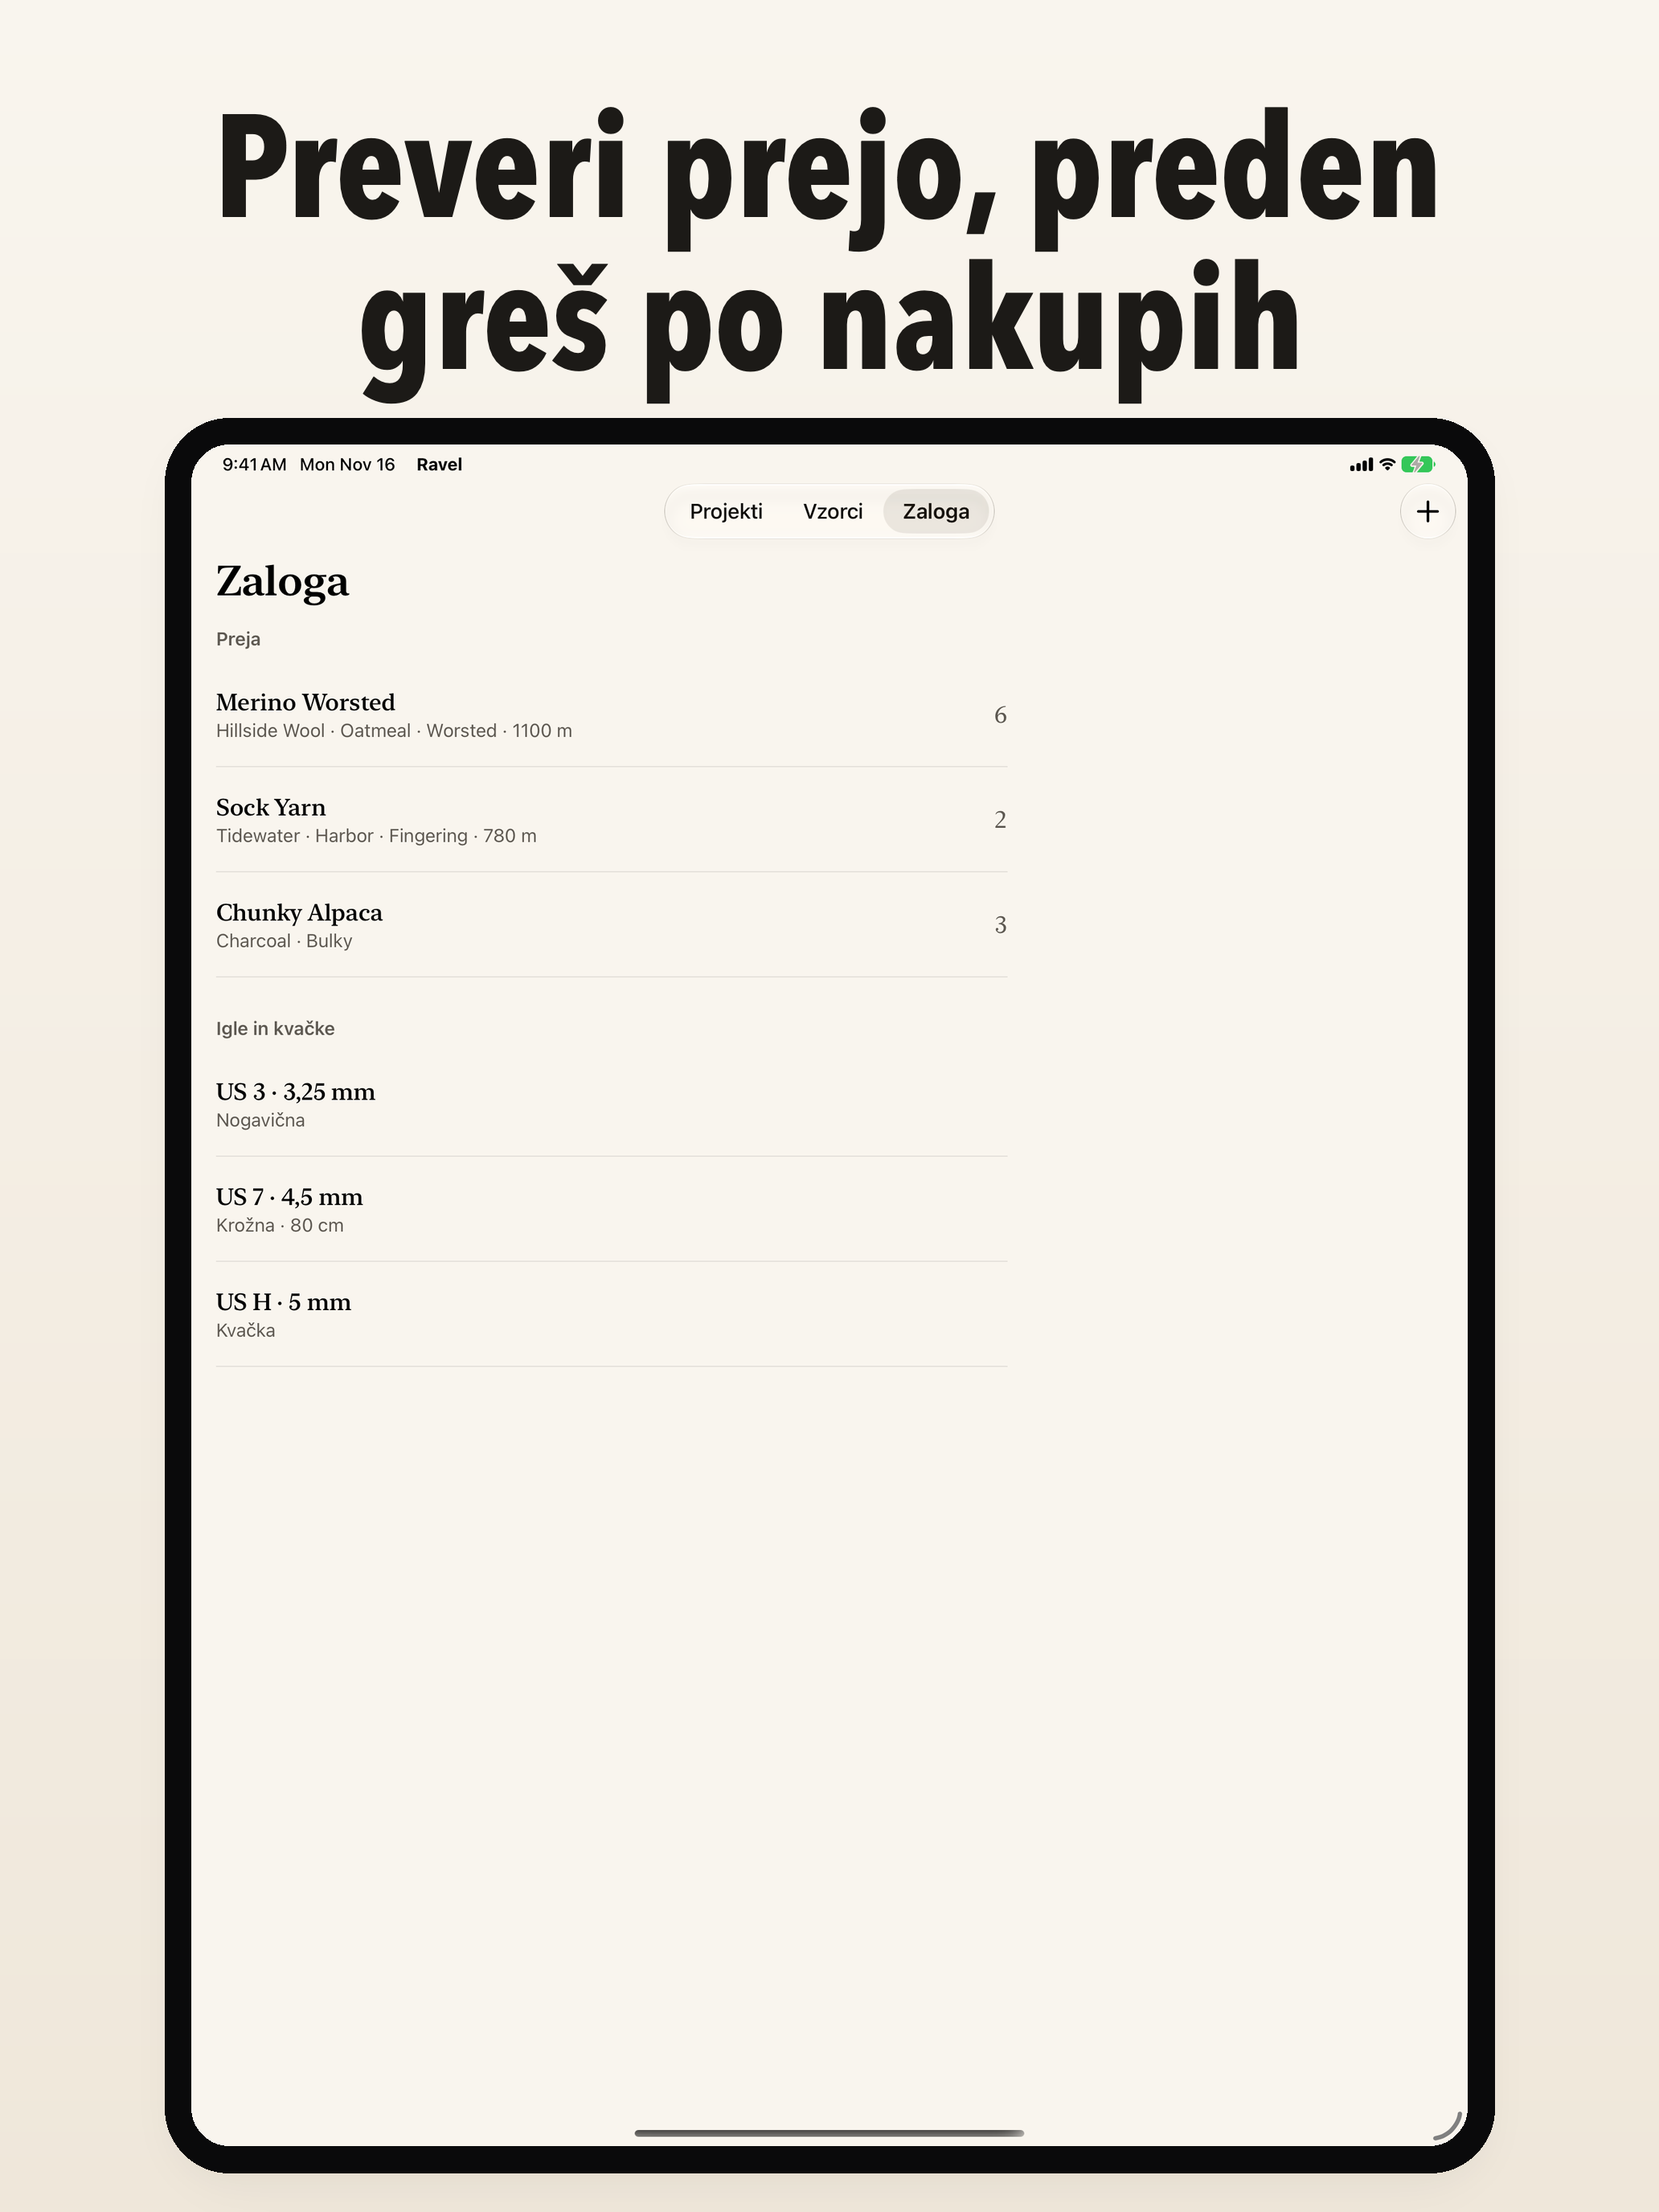 Preveri prejo, preden
greš po nakupih
9:41 AM Mon Nov 16 Ravel
Projekti Vzorci Zaloga
Zaloga
Preja
Merino Worsted
Hillside Wool · Oatmeal · Worsted · 1100 m
6
Sock Yarn
Tidewater · Harbor · Fingering · 780 m
2
Chunky Alpaca
Charcoal · Bulky
3
Igle in kvačke
US 3 · 3,25 mm
Nogavična
US 7 · 4,5 mm
Krožna · 80 cm
US H · 5 mm
Kvačka